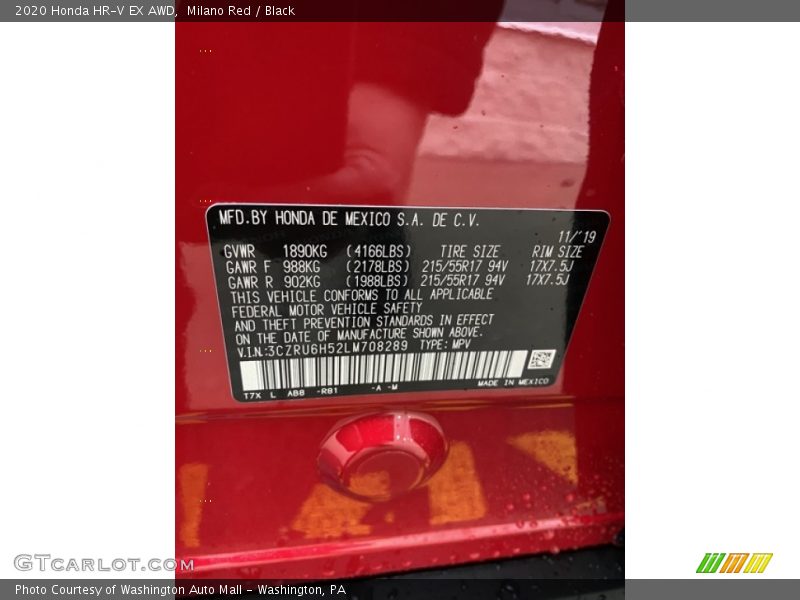 2020 Honda HR-V EX AWD, Milano Red / Black
MFD.BY HONDA DE MEXICO S.A. DE C.V.
11/'19
GVWR 1890KG (4166LBS) TIRE SIZE RIM SIZE
GAWR F 988KG (2178LBS) 215/55R17 94V 17X7.5J
GAWR R 902KG (1988LBS) 215/55R17 94V 17X7.5J
THIS VEHICLE CONFORMS TO ALL APPLICABLE
FEDERAL MOTOR VEHICLE SAFETY
AND THEFT PREVENTION STANDARDS IN EFFECT
ON THE DATE OF MANUFACTURE SHOWN ABOVE.
V.I.N:3CZRU6H52LM708289 TYPE: MPV
T7X L ABB -R81 -A -M MADE IN MEXICO
GTCARLOT.COM
Photo Courtesy of Washington Auto Mall - Washington, PA